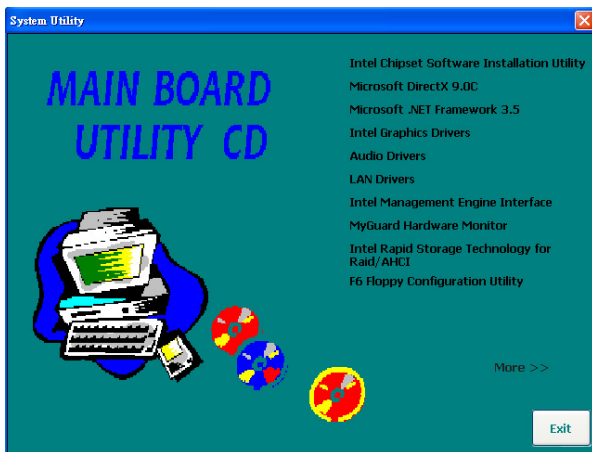 System Utility
MAIN BOARD
UTILITY CD
Intel Chipset Software Installation Utility
Microsoft DirectX 9.0C
Microsoft .NET Framework 3.5
Intel Graphics Drivers
Audio Drivers
LAN Drivers
Intel Management Engine Interface
MyGuard Hardware Monitor
Intel Rapid Storage Technology for
Raid/AHCI
F6 Floppy Configuration Utility
More >>
Exit